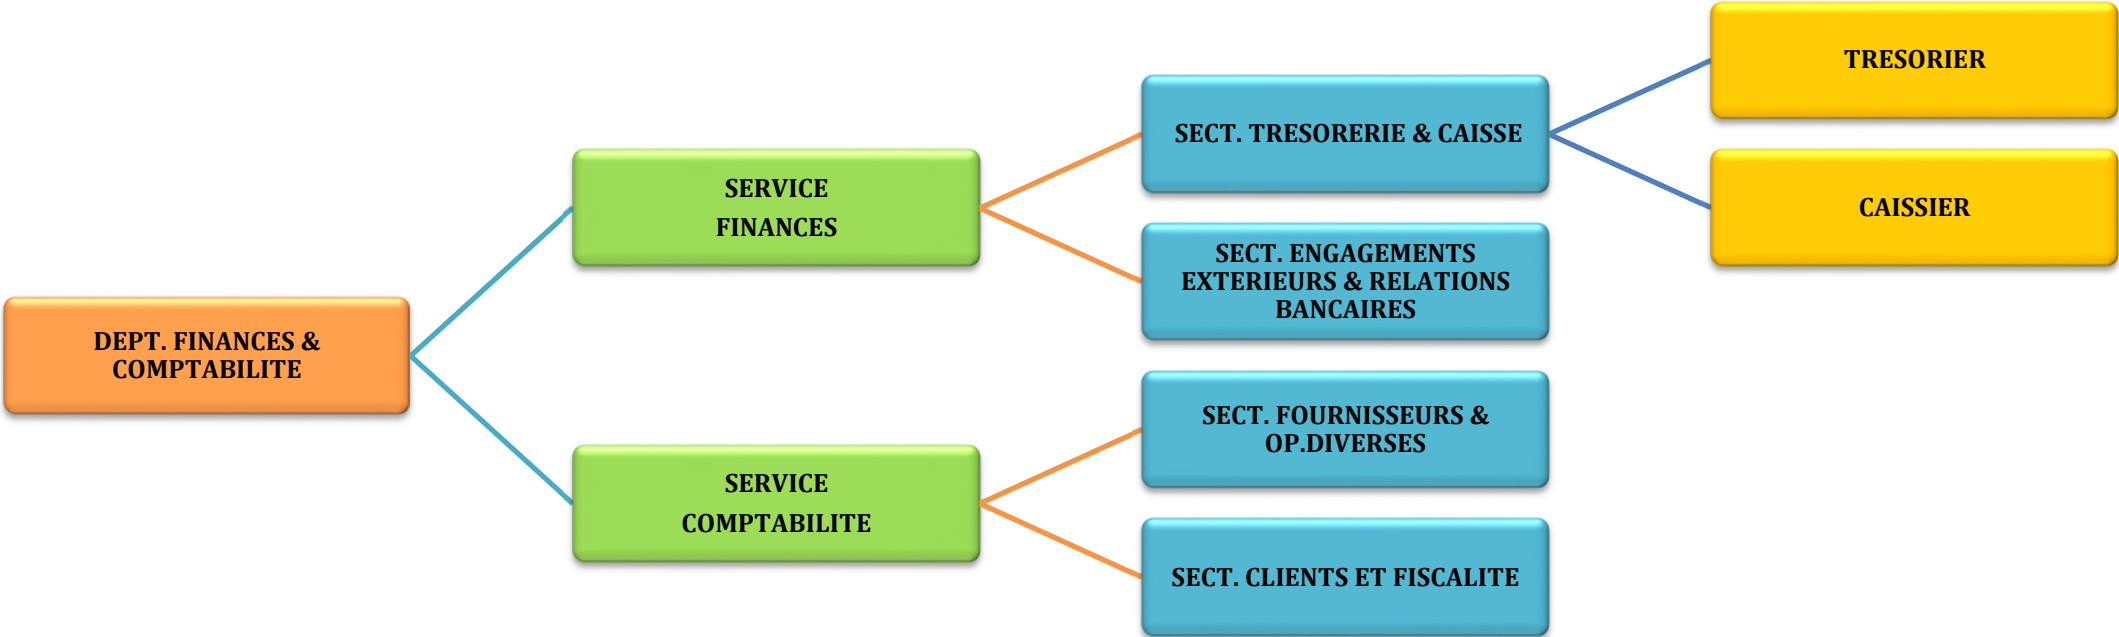 DEPT. FINANCES &
COMPTABILITE
SERVICE
FINANCES
SERVICE
COMPTABILITE
SECT. TRESORERIE & CAISSE
SECT. ENGAGEMENTS
EXTERIEURS & RELATIONS
BANCAIRES
SECT. FOURNISSEURS &
OP.DIVERSES
SECT. CLIENTS ET FISCALITE
TRESORIER
CAISSIER